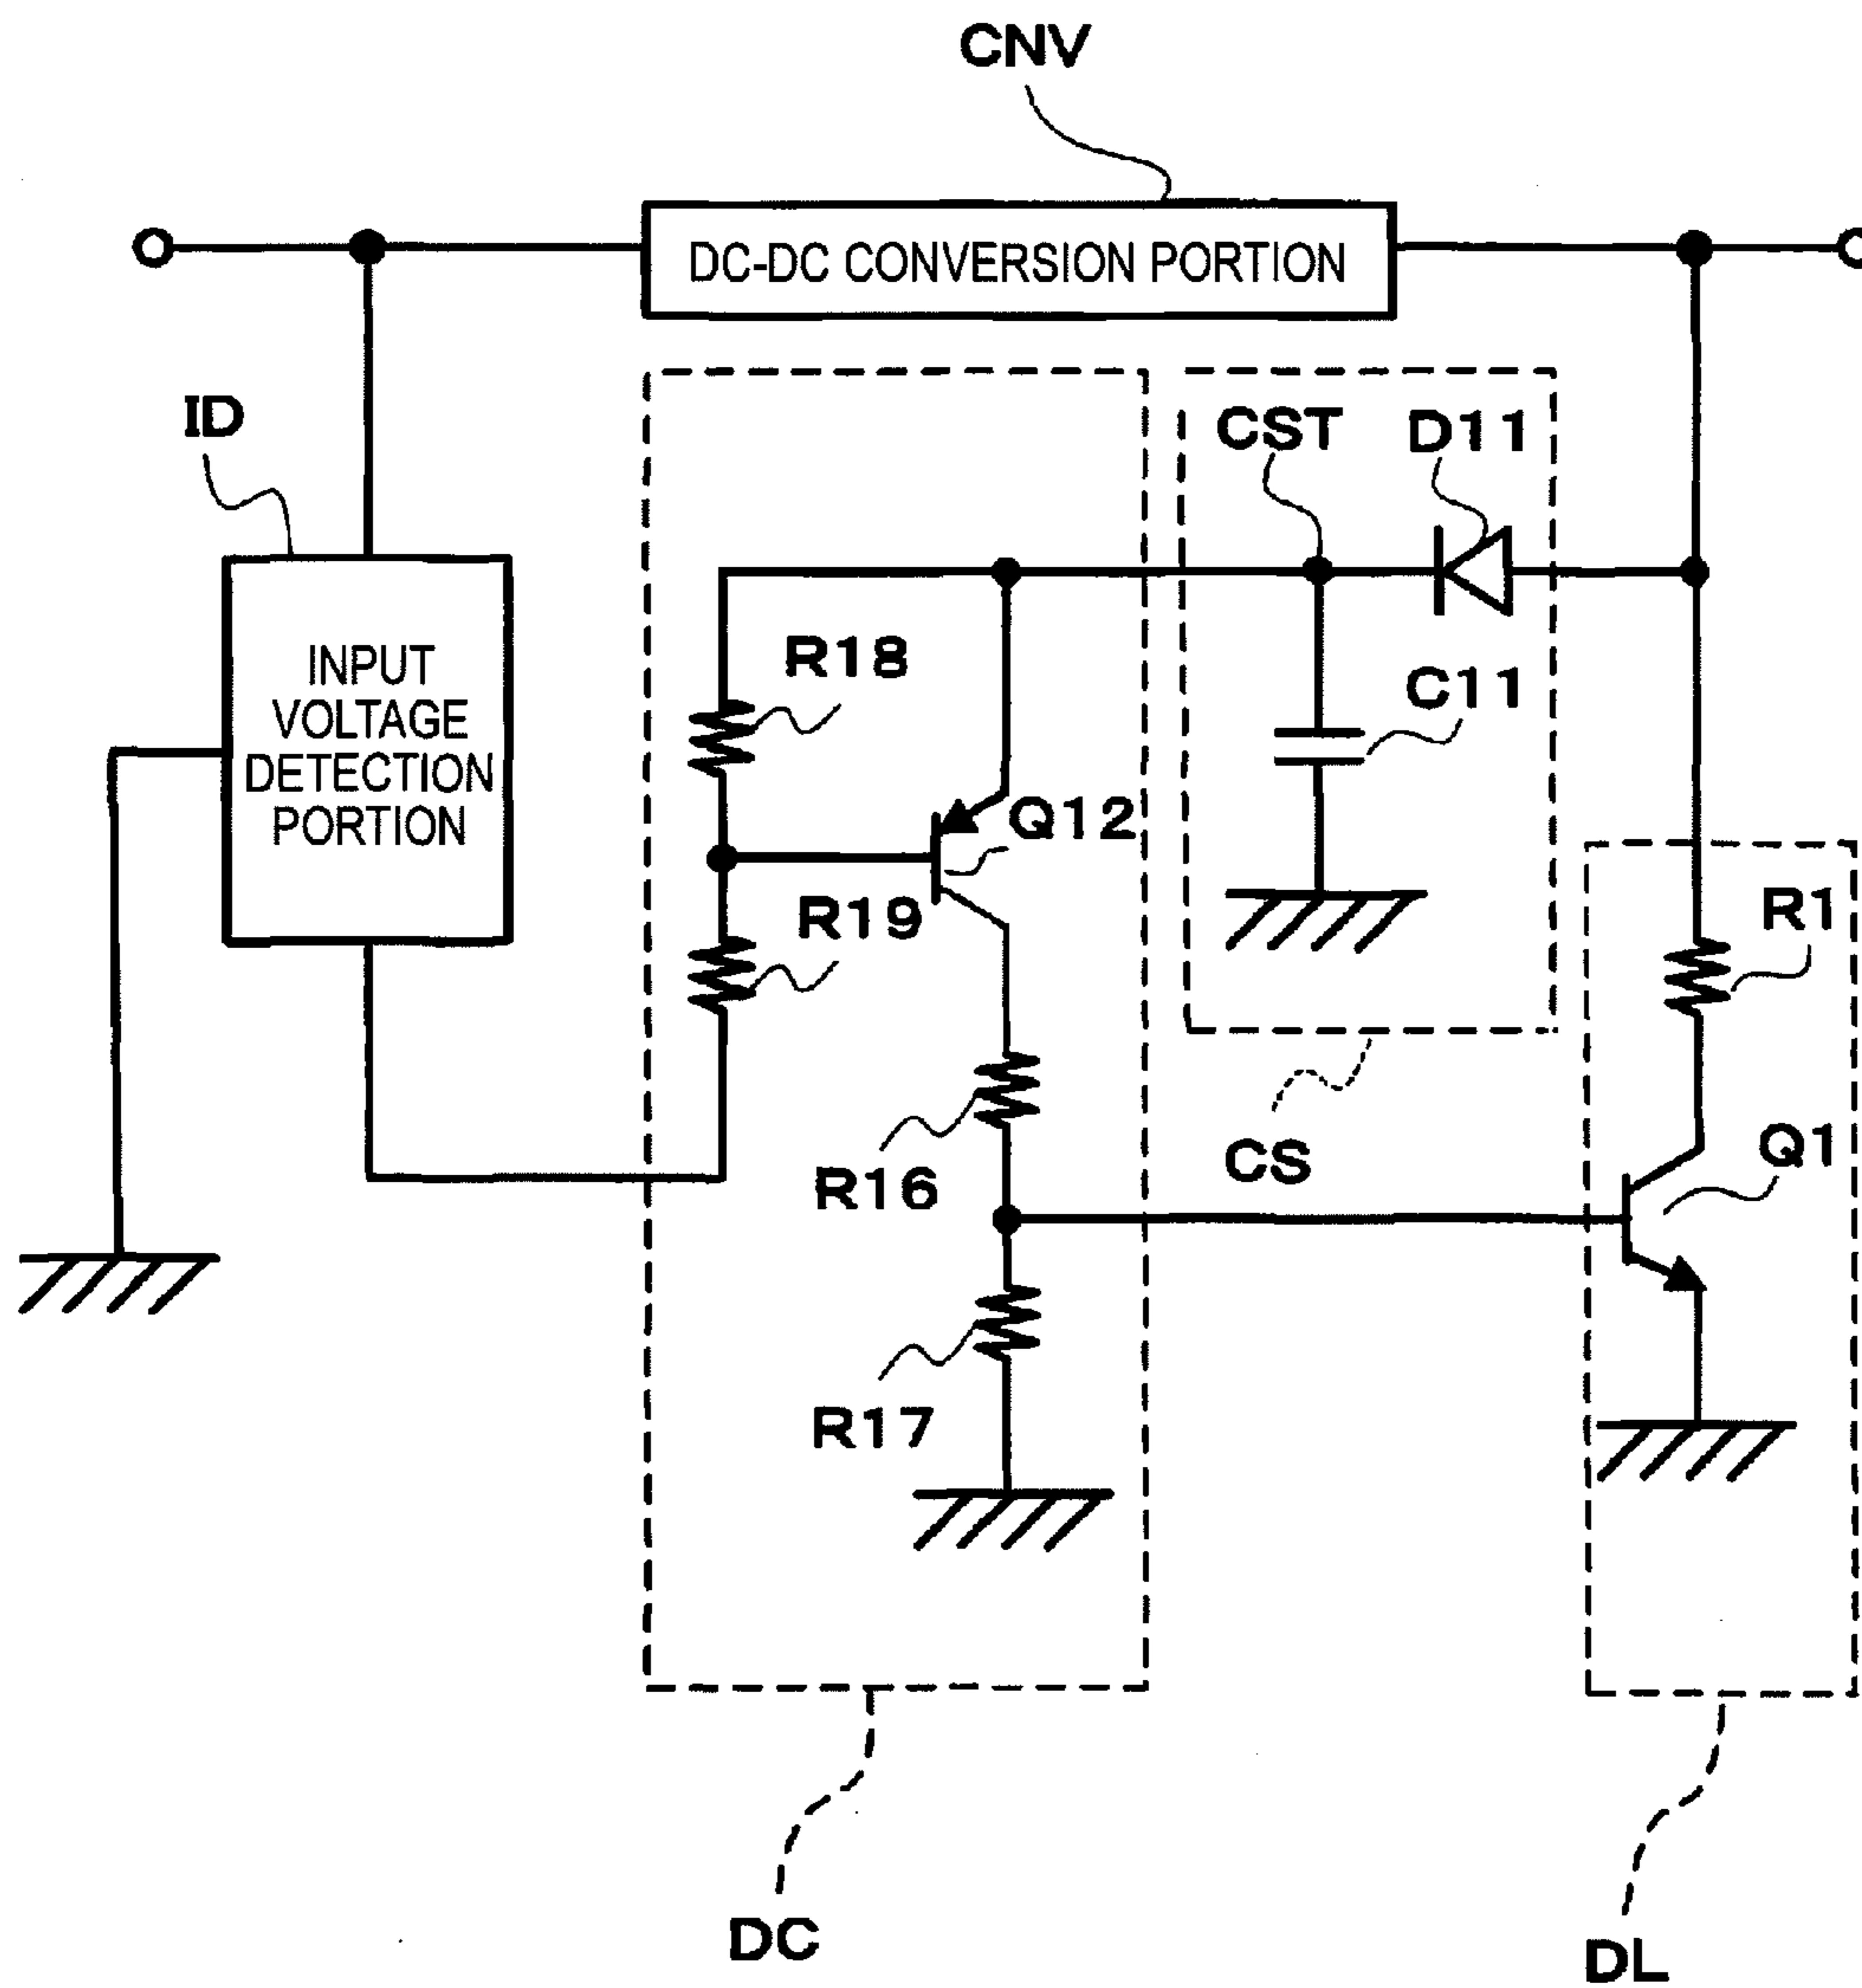 CNV
DC-DC CONVERSION PORTION
ID
CST
D11
INPUT
VOLTAGE
DETECTION
PORTION
R18
C11
Q12
R19
R1
R16
CS
Q1
R17
DC
DL